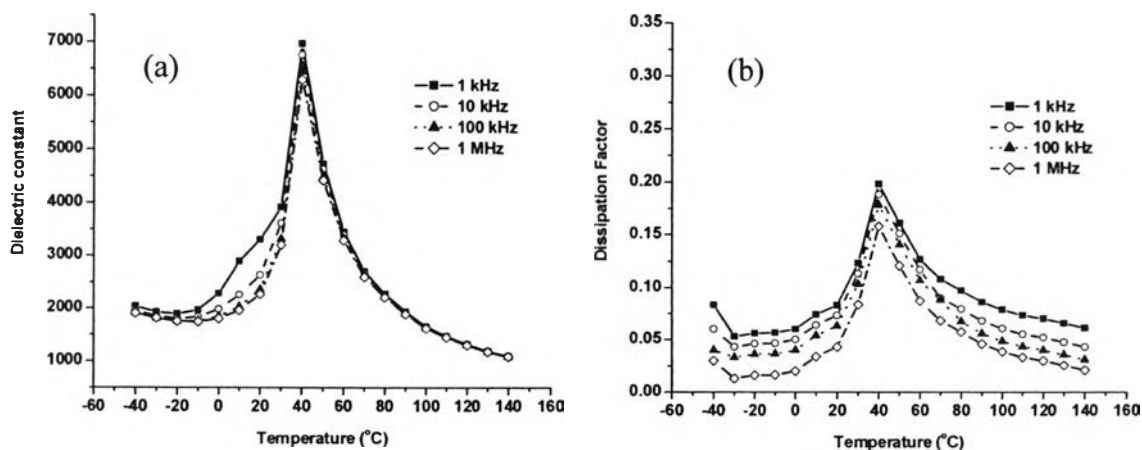 (a)
7000
6000
5000
4000
3000
2000
1000
Dielectric constant
1 kHz
10 kHz
100 kHz
1 MHz
-60 -40 -20 0 20 40 60 80 100 120 140 160
Temperature (°C)
(b)
0.35
0.30
0.25
0.20
0.15
0.10
0.05
0.00
Dissipation Factor
1 kHz
10 kHz
100 kHz
1 MHz
-60 -40 -20 0 20 40 60 80 100 120 140 160
Temperature (°C)